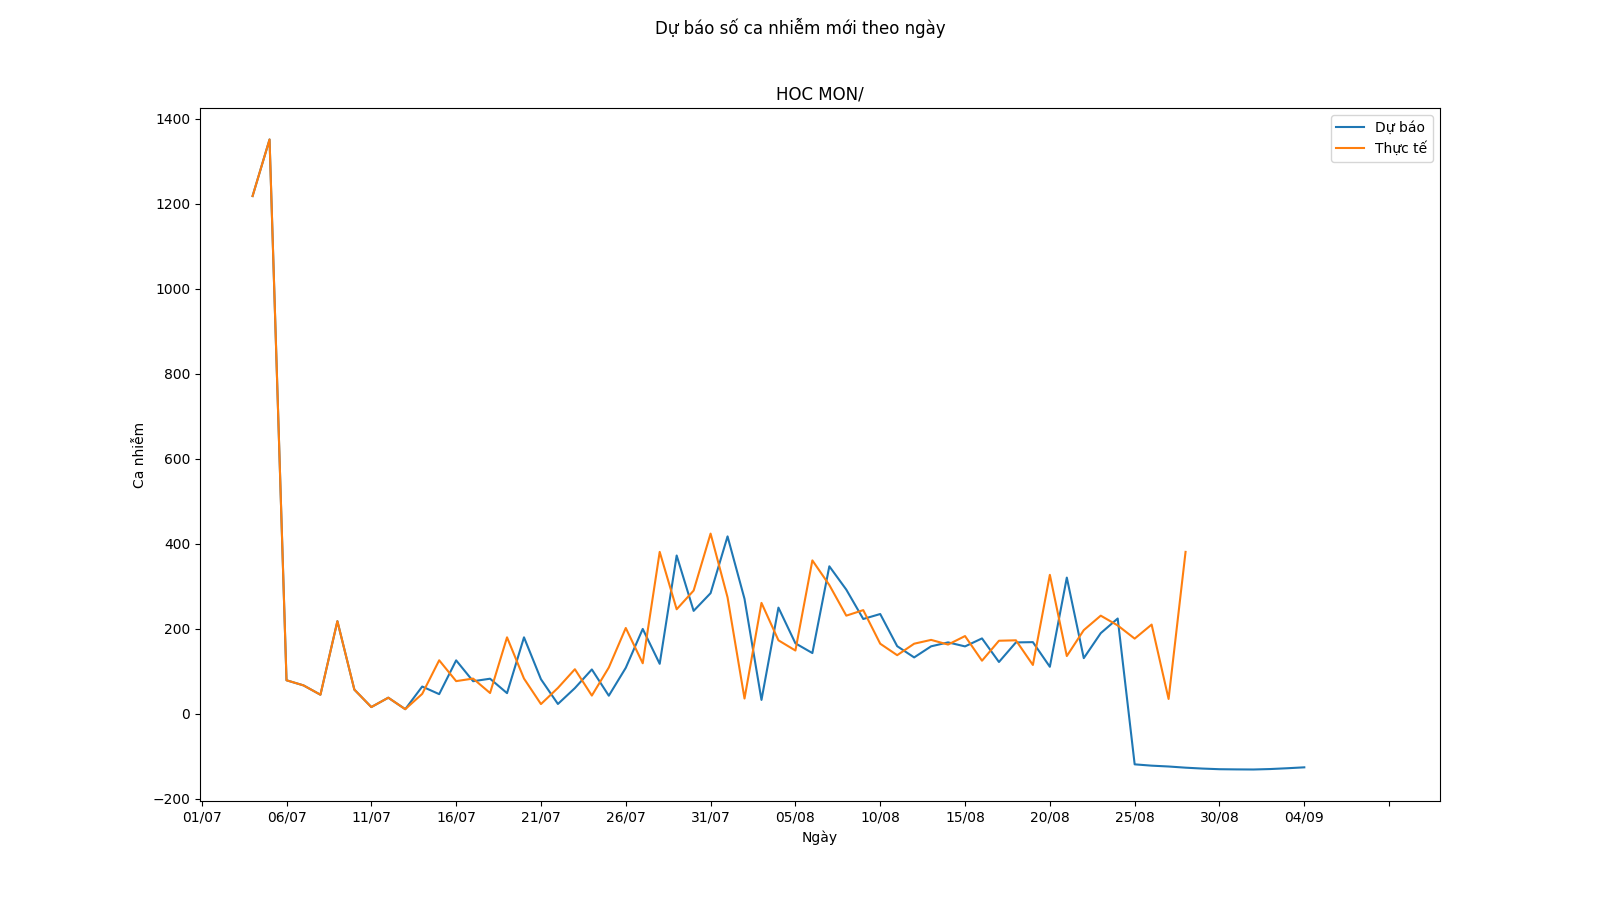 Dự báo số ca nhiễm mới theo ngày
HOC MON/
Dự báo
Thực tế
1400
1200
1000
800
600
400
200
0
−200
Ca nhiễm
01/07 06/07 11/07 16/07 21/07 26/07 31/07 05/08 10/08 15/08 20/08 25/08 30/08 04/09
Ngày